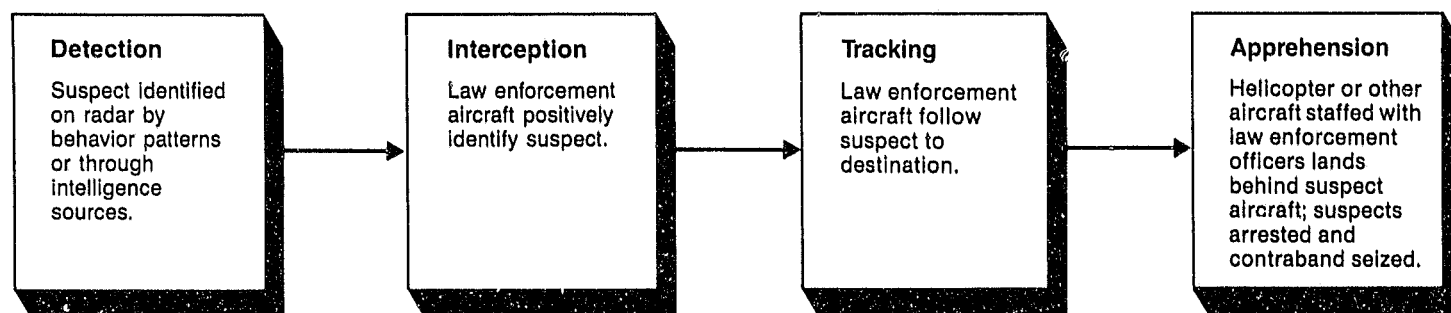 Detection
Suspect identified
on radar by
behavior patterns
or through
intelligence
sources.
Interception
Law enforcement
aircraft positively
identify suspect.
Tracking
Law enforcement
aircraft follow
suspect to
destination.
Apprehension
Helicopter or other
aircraft staffed with
law enforcement
officers lands
behind suspect
aircraft; suspects
arrested and
contraband seized.